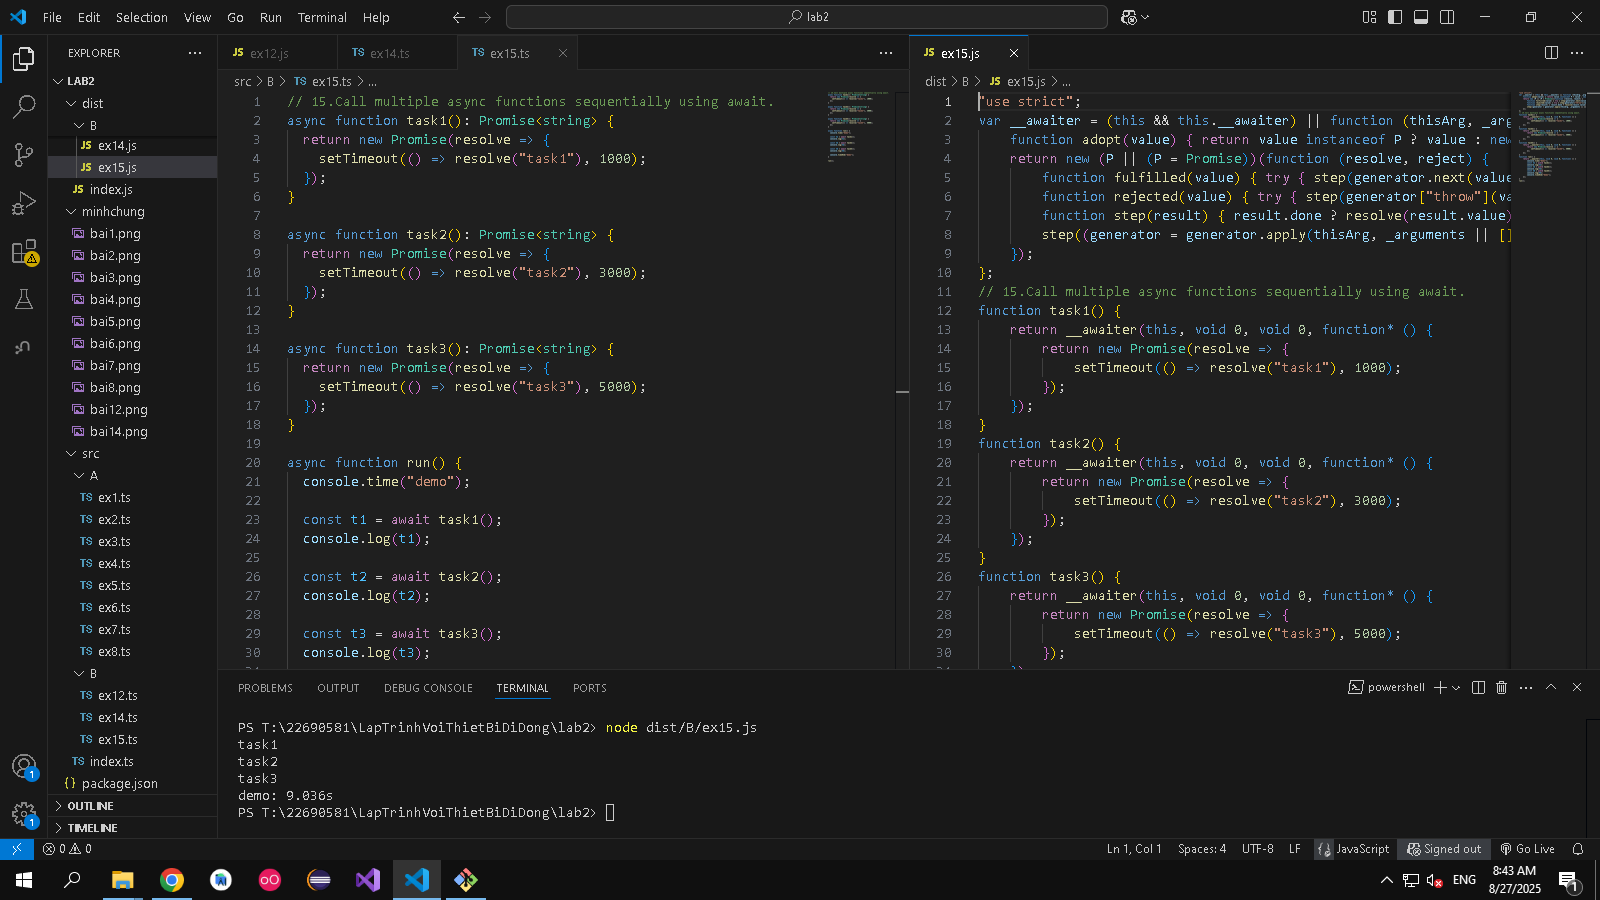 File Edit Selection View Go Run Terminal Help
lab2
EXPLORER
LAB2
dist
B
JS ex14.js
JS ex15.js
JS index.js
minhchung
bai1.png
bai2.png
bai3.png
bai4.png
bai5.png
bai6.png
bai7.png
bai8.png
bai12.png
bai14.png
src
A
TS ex1.ts
TS ex2.ts
TS ex3.ts
TS ex4.ts
TS ex5.ts
TS ex6.ts
TS ex7.ts
TS ex8.ts
B
TS ex12.ts
TS ex14.ts
TS ex15.ts
TS index.ts
{} package.json
OUTLINE
TIMELINE
JS ex12.js TS ex14.ts TS ex15.ts
src > B > TS ex15.ts > ...
1 // 15.Call multiple async functions sequentially using await.
2 async function task1(): Promise<string> {
3 return new Promise(resolve => {
4 setTimeout(() => resolve("task1"), 1000);
5 });
6 }
7
8 async function task2(): Promise<string> {
9 return new Promise(resolve => {
10 setTimeout(() => resolve("task2"), 3000);
11 });
12 }
13
14 async function task3(): Promise<string> {
15 return new Promise(resolve => {
16 setTimeout(() => resolve("task3"), 5000);
17 });
18 }
19
20 async function run() {
21 console.time("demo");
22
23 const t1 = await task1();
24 console.log(t1);
25
26 const t2 = await task2();
27 console.log(t2);
28
29 const t3 = await task3();
30 console.log(t3);
JS ex15.js
dist > B > JS ex15.js > ...
1 "use strict";
2 var __awaiter = (this && this.__awaiter) || function (thisArg, _arg
3 function adopt(value) { return value instanceof P ? value : new
4 return new (P || (P = Promise))(function (resolve, reject) {
5 function fulfilled(value) { try { step(generator.next(value
6 function rejected(value) { try { step(generator["throw"](va
7 function step(result) { result.done ? resolve(result.value)
8 step((generator = generator.apply(thisArg, _arguments || []
9 });
10 };
11 // 15.Call multiple async functions sequentially using await.
12 function task1() {
13 return __awaiter(this, void 0, void 0, function* () {
14 return new Promise(resolve => {
15 setTimeout(() => resolve("task1"), 1000);
16 });
17 });
18 }
19 function task2() {
20 return __awaiter(this, void 0, void 0, function* () {
21 return new Promise(resolve => {
22 setTimeout(() => resolve("task2"), 3000);
23 });
24 });
25 }
26 function task3() {
27 return __awaiter(this, void 0, void 0, function* () {
28 return new Promise(resolve => {
29 setTimeout(() => resolve("task3"), 5000);
30 });
PROBLEMS OUTPUT DEBUG CONSOLE TERMINAL PORTS
powershell
PS T:\22690581\LapTrinhVoiThietBiDiDong\lab2> node dist/B/ex15.js
task1
task2
task3
demo: 9.036s
PS T:\22690581\LapTrinhVoiThietBiDiDong\lab2>
0 0
Ln 1, Col 1 Spaces: 4 UTF-8 LF {} JavaScript Signed out Go Live
1
1
ENG
8:43 AM
8/27/2025
1